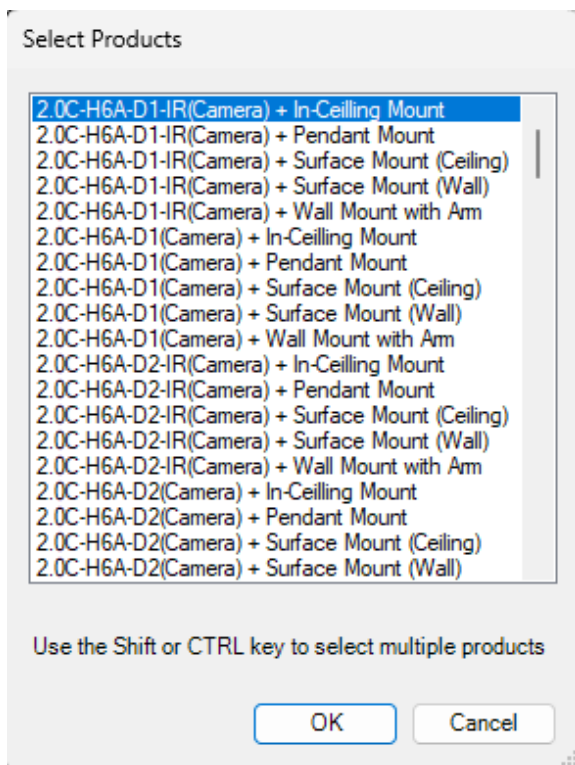 Select Products
2.0C-H6A-D1-IR(Camera) + In-Ceilling Mount
2.0C-H6A-D1-IR(Camera) + Pendant Mount
2.0C-H6A-D1-IR(Camera) + Surface Mount (Ceiling)
2.0C-H6A-D1-IR(Camera) + Surface Mount (Wall)
2.0C-H6A-D1-IR(Camera) + Wall Mount with Arm
2.0C-H6A-D1(Camera) + In-Ceilling Mount
2.0C-H6A-D1(Camera) + Pendant Mount
2.0C-H6A-D1(Camera) + Surface Mount (Ceiling)
2.0C-H6A-D1(Camera) + Surface Mount (Wall)
2.0C-H6A-D1(Camera) + Wall Mount with Arm
2.0C-H6A-D2-IR(Camera) + In-Ceilling Mount
2.0C-H6A-D2-IR(Camera) + Pendant Mount
2.0C-H6A-D2-IR(Camera) + Surface Mount (Ceiling)
2.0C-H6A-D2-IR(Camera) + Surface Mount (Wall)
2.0C-H6A-D2-IR(Camera) + Wall Mount with Arm
2.0C-H6A-D2(Camera) + In-Ceilling Mount
2.0C-H6A-D2(Camera) + Pendant Mount
2.0C-H6A-D2(Camera) + Surface Mount (Ceiling)
2.0C-H6A-D2(Camera) + Surface Mount (Wall)
Use the Shift or CTRL key to select multiple products
OK Cancel